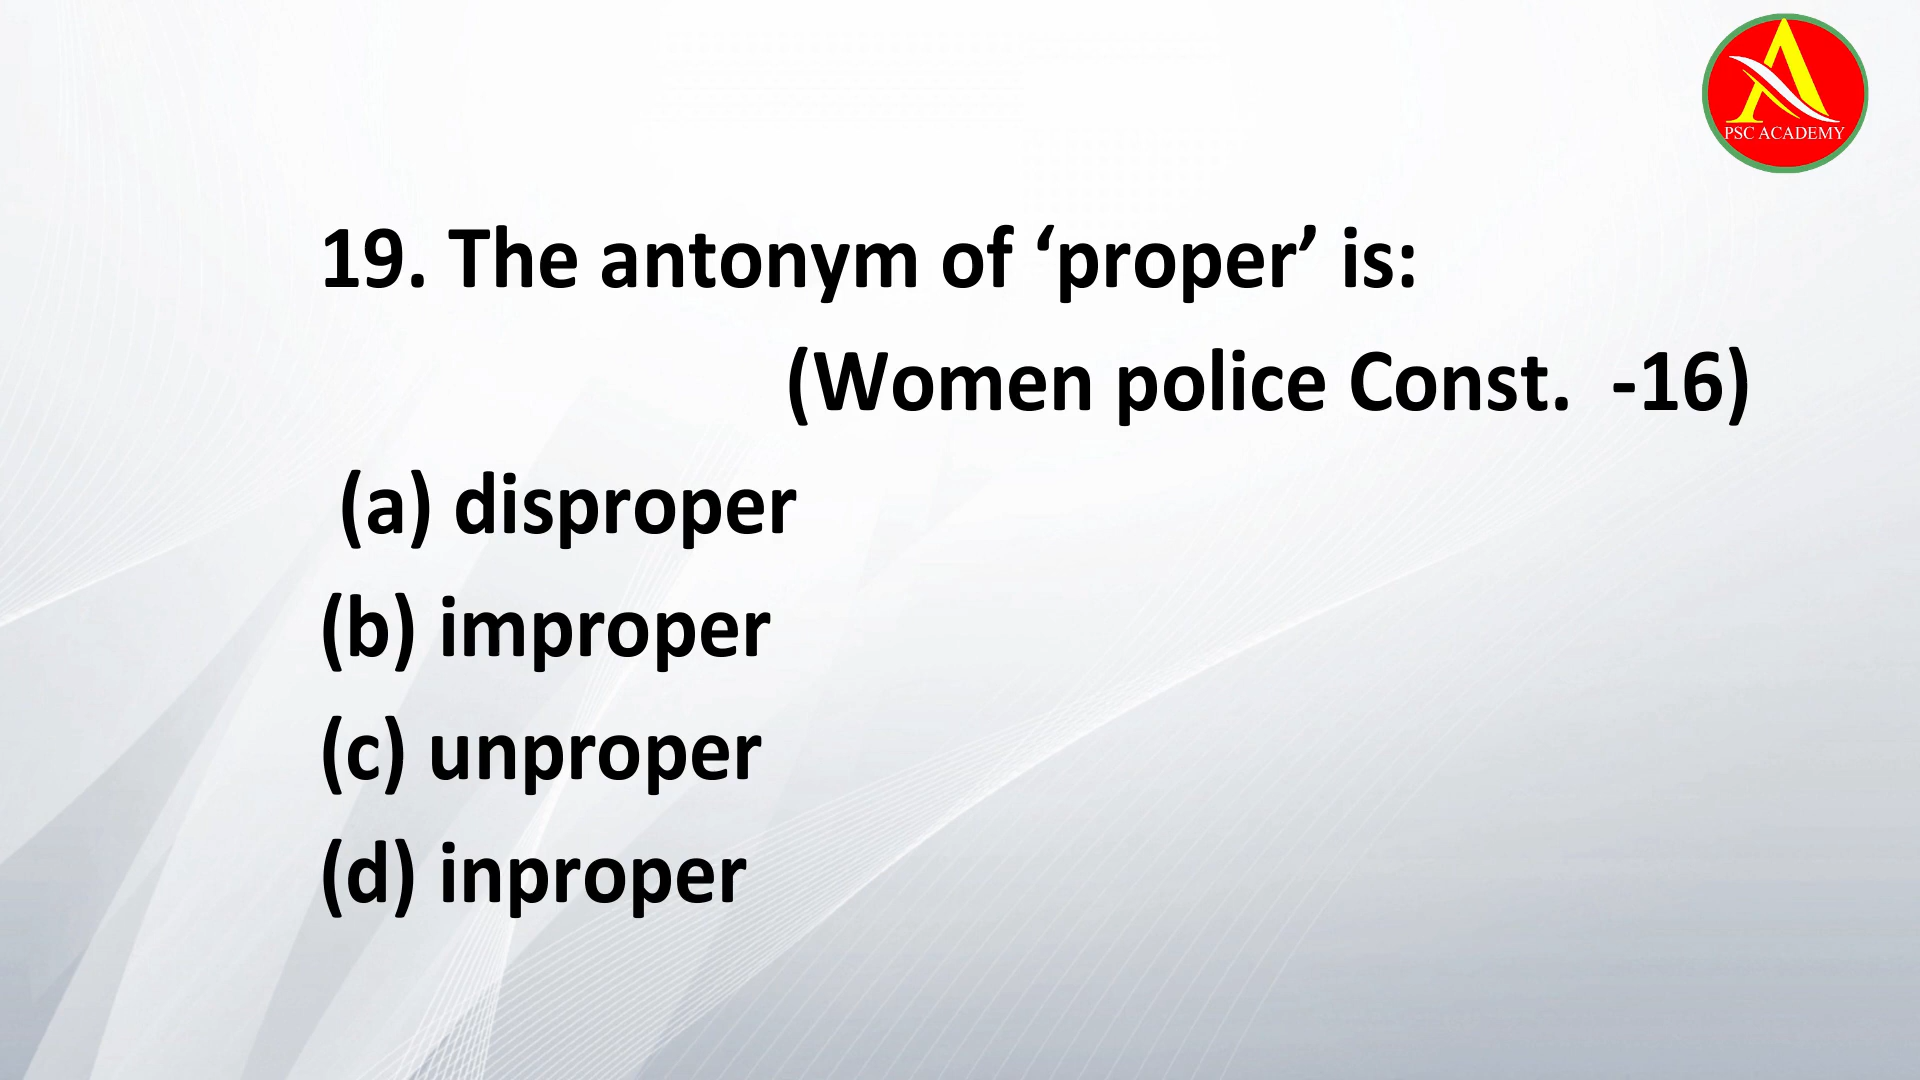 PSC ACADEMY
19. The antonym of ‘proper’ is:
(Women police Const.  -16)
(a) disproper
(b) improper
(c) unproper
(d) inproper